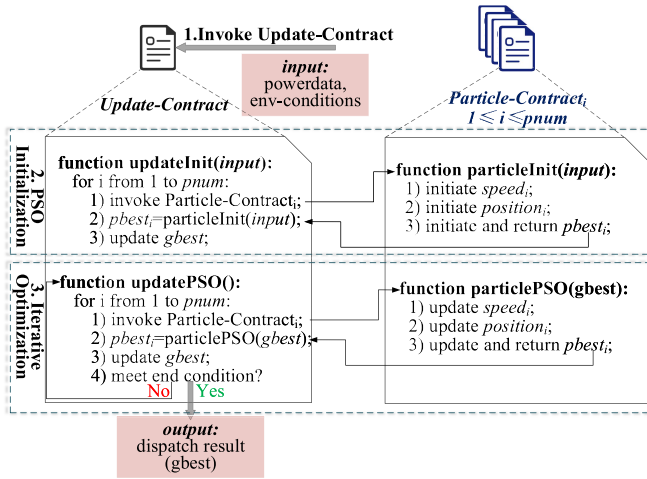 1.Invoke Update-Contract
input:
powerdata,
env-conditions
Update-Contract
Particle-Contracti
1 ≤ i ≤pnum
2. PSO
Initialization
function updateInit(input):
for i from 1 to pnum:
1) invoke Particle-Contracti;
2) pbesti=particleInit(input);
3) update gbest;
function particleInit(input):
1) initiate speedi;
2) initiate positioni;
3) initiate and return pbesti;
3. Iterative
Optimization
function updatePSO():
for i from 1 to pnum:
1) invoke Particle-Contracti;
2) pbesti=particlePSO(gbest);
3) update gbest;
4) meet end condition?
No
Yes
function particlePSO(gbest):
1) update speedi;
2) update positioni;
3) update and return pbesti;
output:
dispatch result
(gbest)